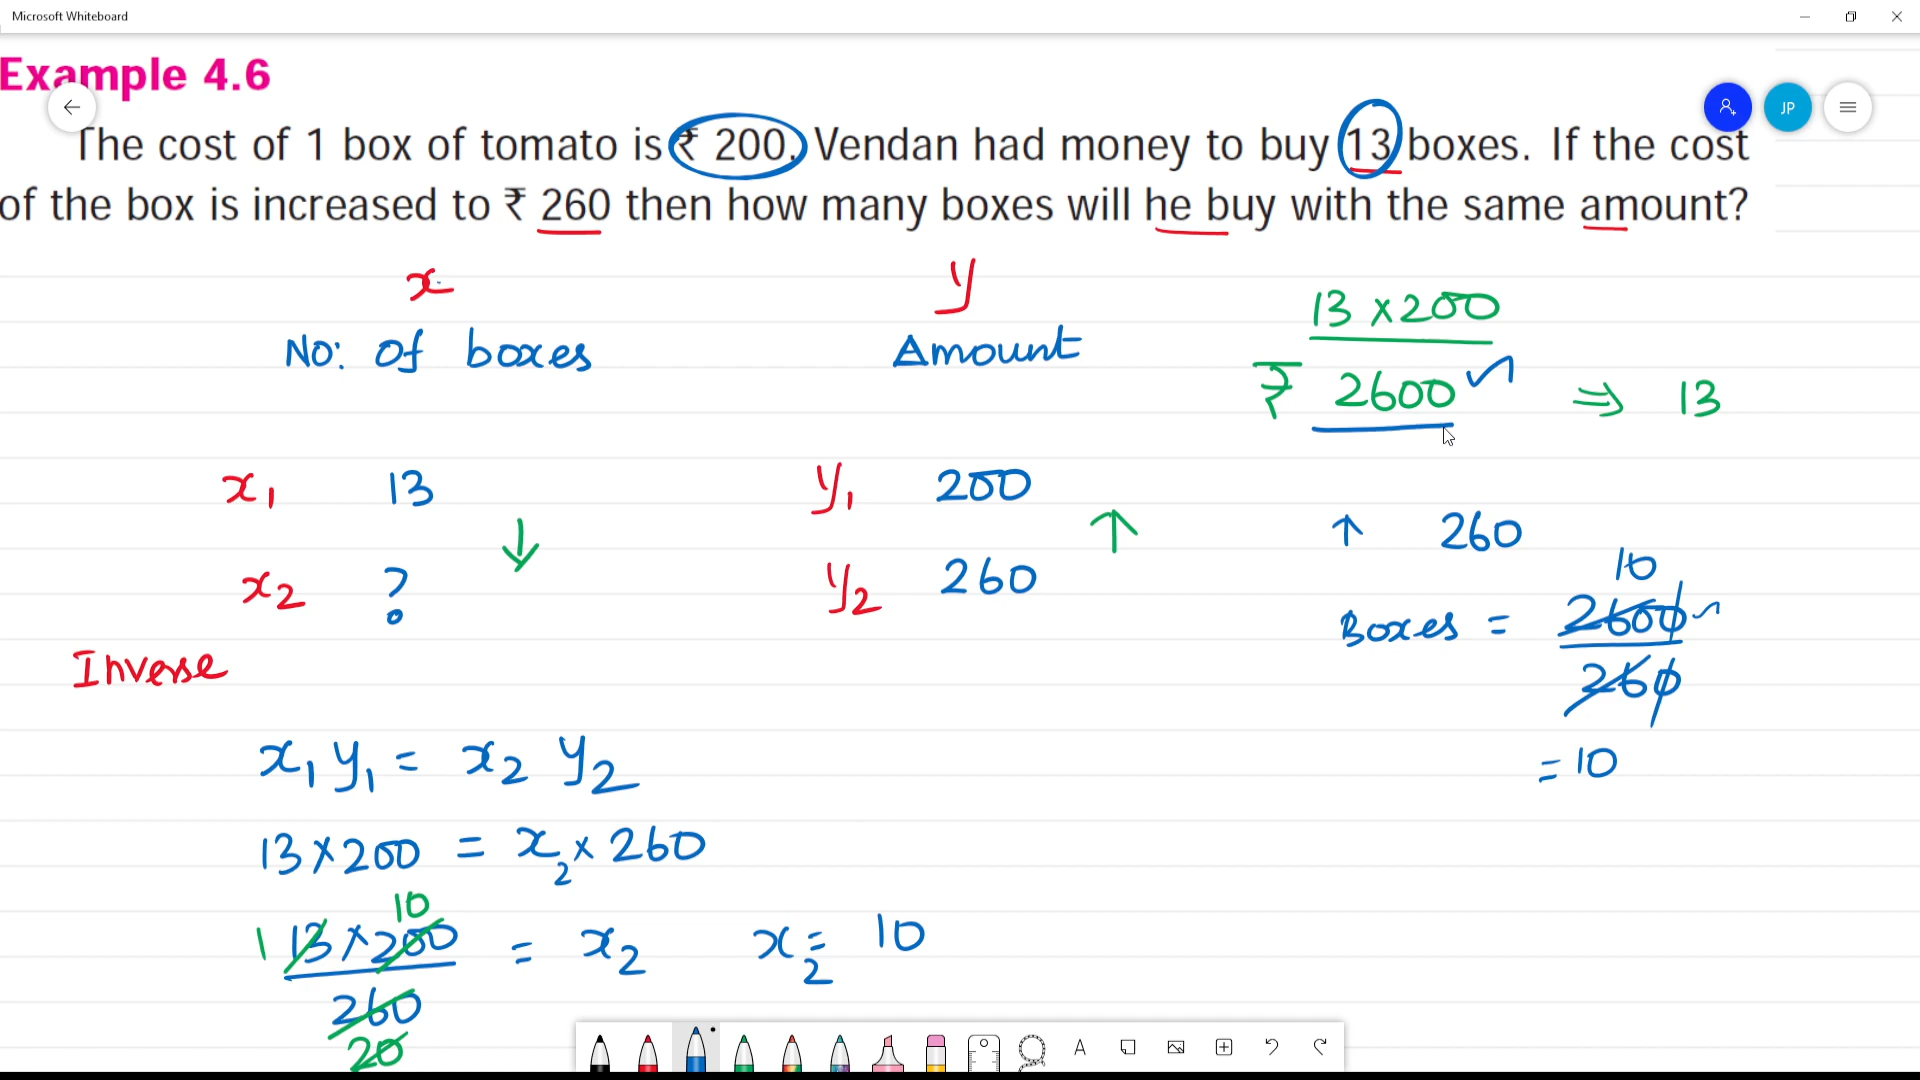 Microsoft Whiteboard
Example 4.6
JP
The cost of 1 box of tomato is ₹ 200. Vendan had money to buy 13 boxes. If the cost
of the box is increased to ₹ 260 then how many boxes will he buy with the same amount?
x y
No: of boxes Amount
13 × 200
₹ 2600 ⇒ 13
x1 13 ↓ y1 200 ↑
x2 ? y2 260
↑ 260
10
Boxes = 2600
260
= 10
Inverse
x1 y1 = x2 y2
13 × 200 = x2 × 260
10
1 13 × 200 = x2 x2 = 10
260
20
A